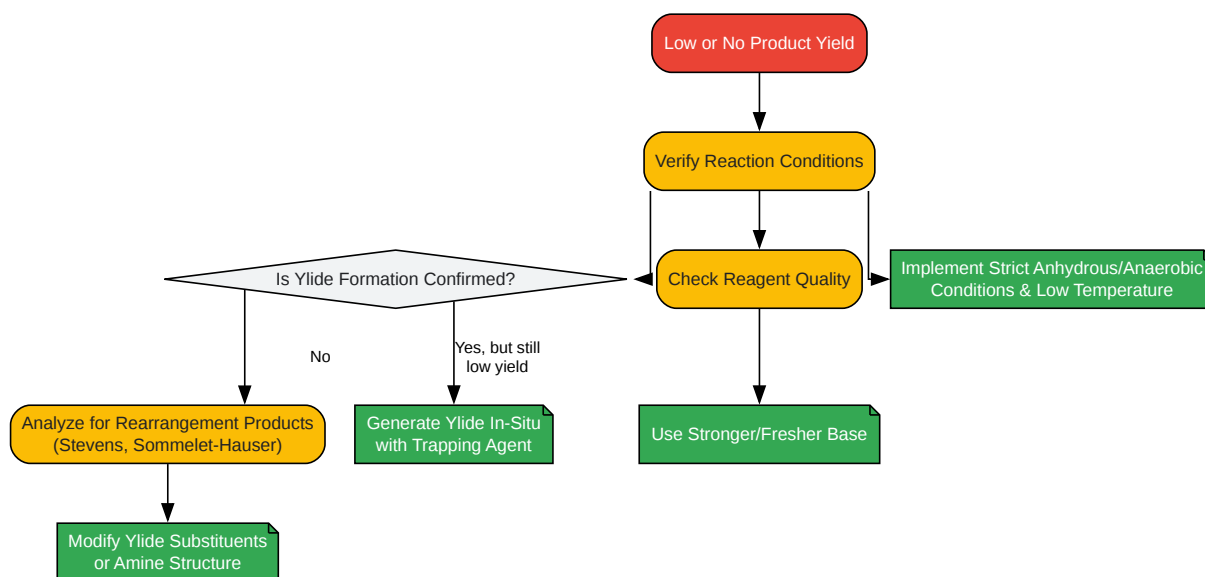 Low or No Product Yield
Verify Reaction Conditions
Is Ylide Formation Confirmed?
Check Reagent Quality
Implement Strict Anhydrous/Anaerobic
Conditions & Low Temperature
No
Yes, but still
low yield
Analyze for Rearrangement Products
(Stevens, Sommelet-Hauser)
Generate Ylide In-Situ
with Trapping Agent
Use Stronger/Fresher Base
Modify Ylide Substituents
or Amine Structure